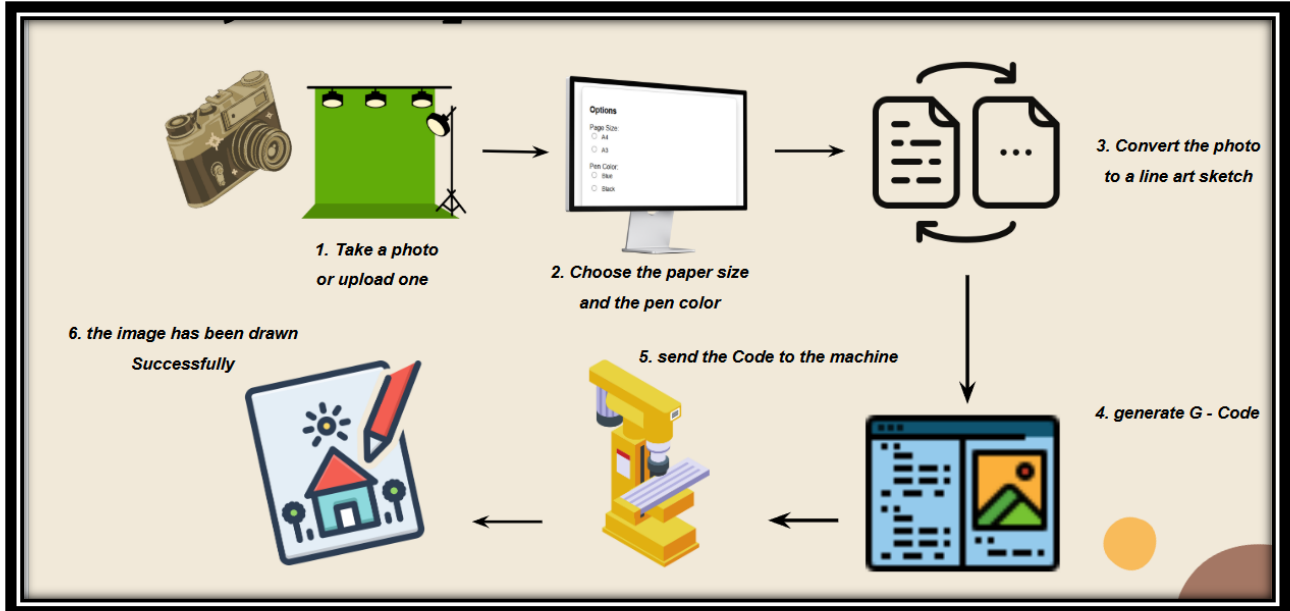 1. Take a photo
or upload one
Options
Page Size:
A4
A3
Pen Color:
Blue
Black
2. Choose the paper size
and the pen color
3. Convert the photo
to a line art sketch
4. generate G - Code
5. send the Code to the machine
6. the image has been drawn
Successfully